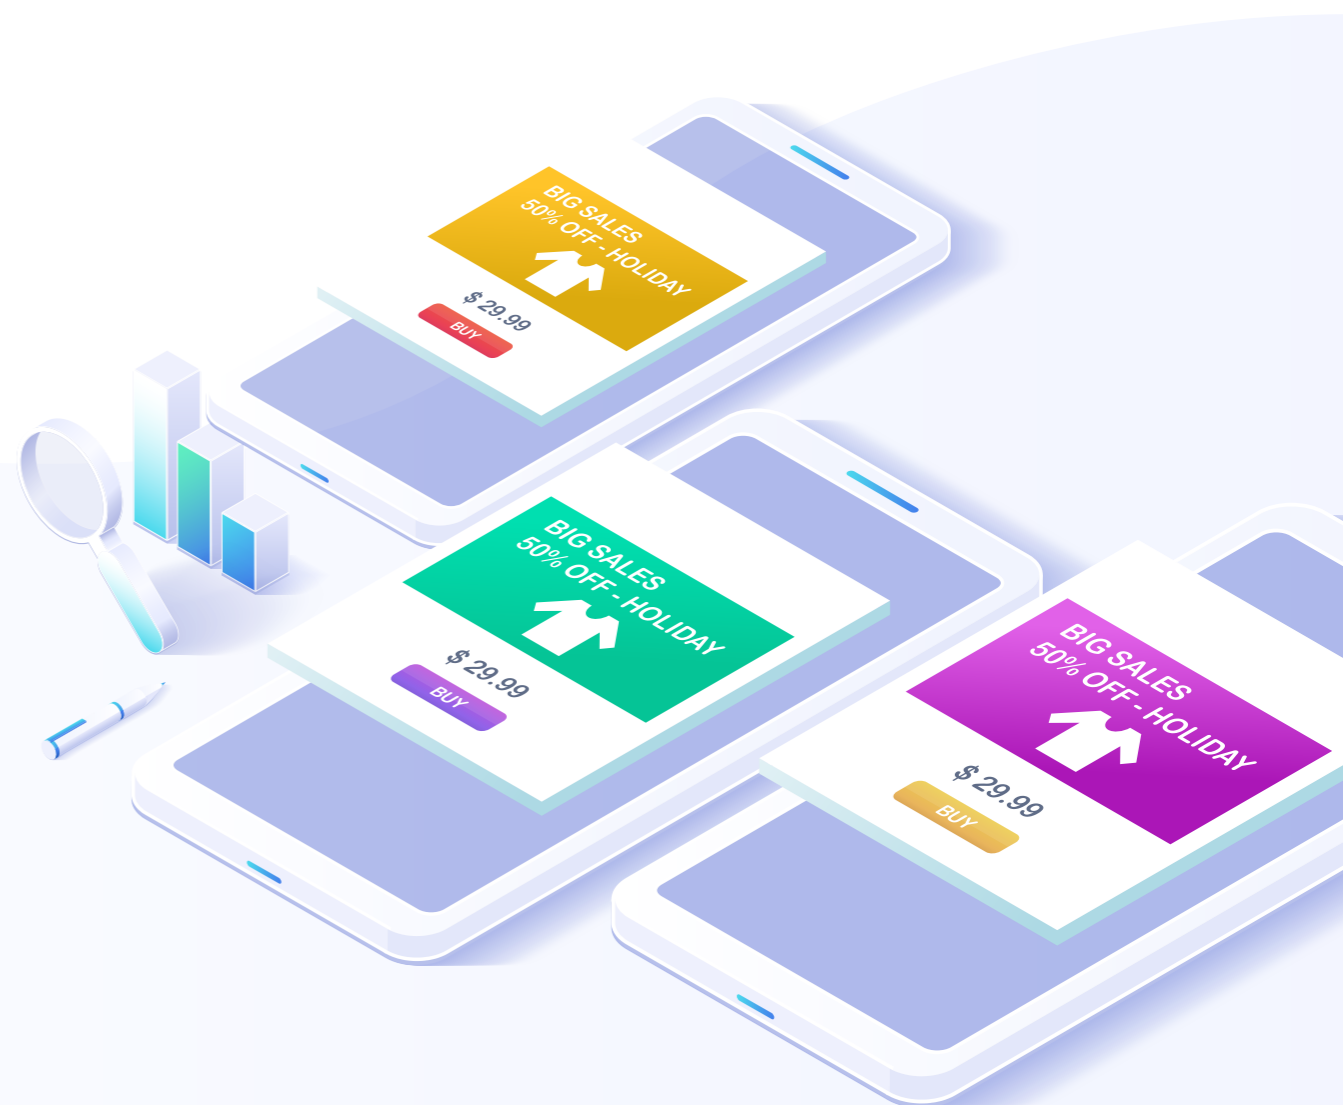 BIG SALES
50% OFF - HOLIDAY
$ 29.99
BUY
BIG SALES
50% OFF - HOLIDAY
$ 29.99
BUY
BIG SALES
50% OFF - HOLIDAY
$ 29.99
BUY